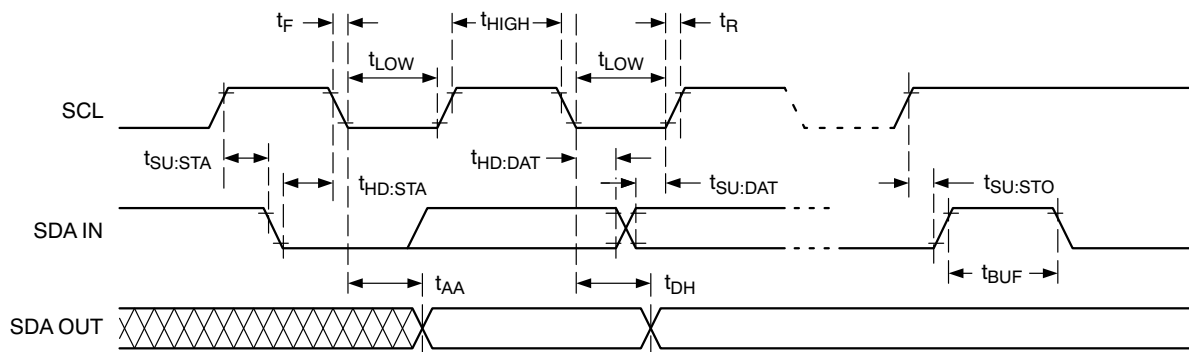 tF
tHIGH
tR
tLOW
tLOW
SCL
tSU:STA
tHD:STA
tHD:DAT
tSU:DAT
tSU:STO
SDA IN
tBUF
tAA
tDH
SDA OUT